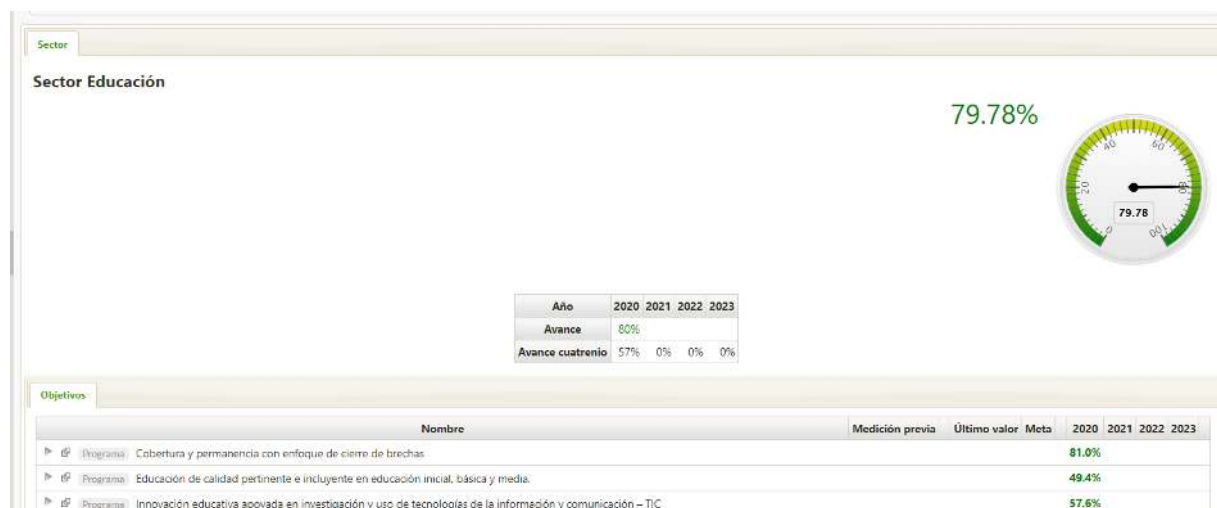 Sector
Sector Educación
79.78%
0 20 40 60 80 100
79.78
Año 2020 2021 2022 2023
Avance 80%
Avance cuatrenio 57% 0% 0% 0%
Objetivos
Nombre Medición previa Último valor Meta 2020 2021 2022 2023
Programa Cobertura y permanencia con enfoque de cierre de brechas 81.0%
Programa Educación de calidad pertinente e incluyente en educación inicial, básica y media. 49.4%
Programa Innovación educativa apoyada en investigación y uso de tecnologías de la información y comunicación – TIC 57.6%